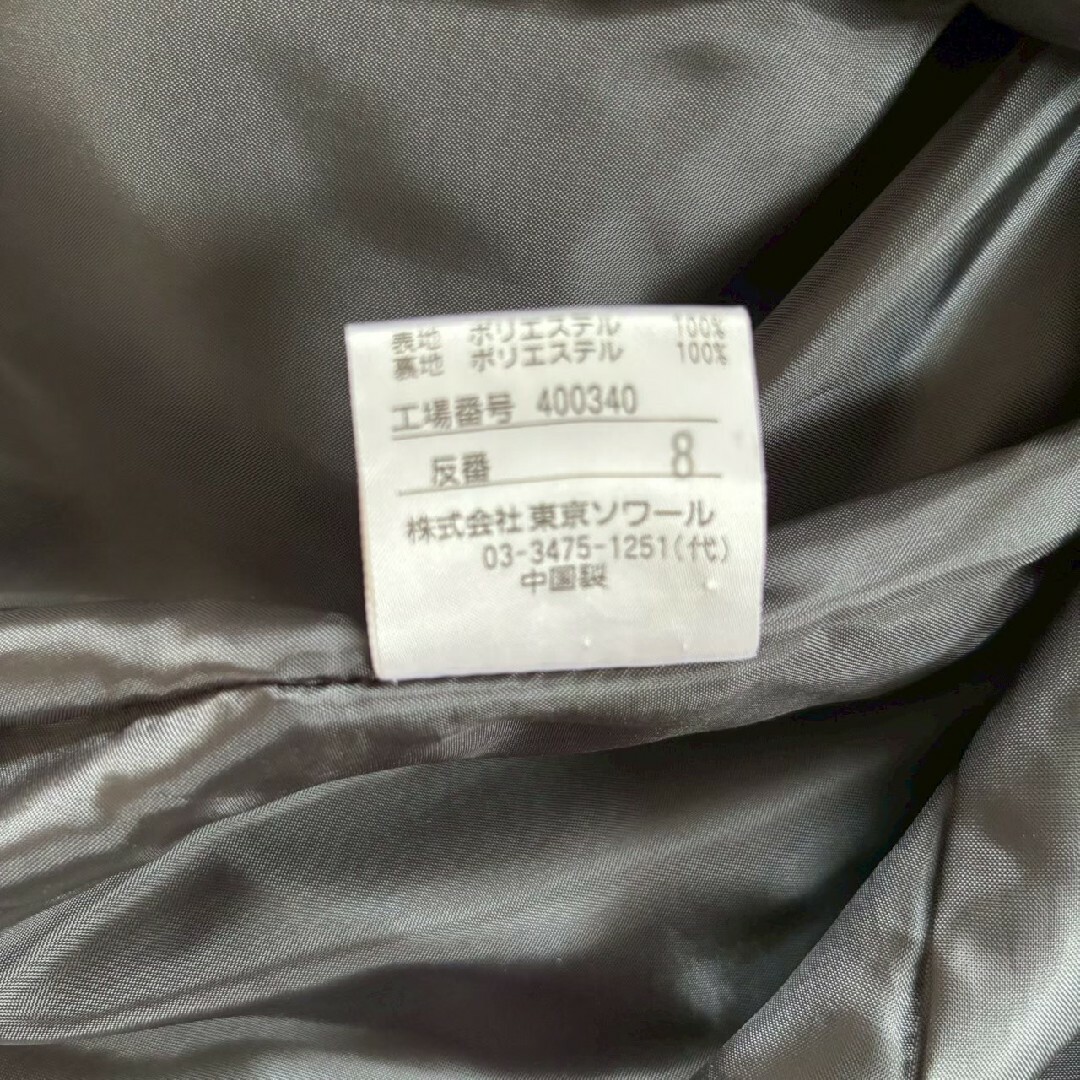 表地 ポリエステル 100%
裏地 ポリエステル 100%
工場番号 400340
反番 8
株式会社 東京ソワール
03-3475-1251(代)
中国製